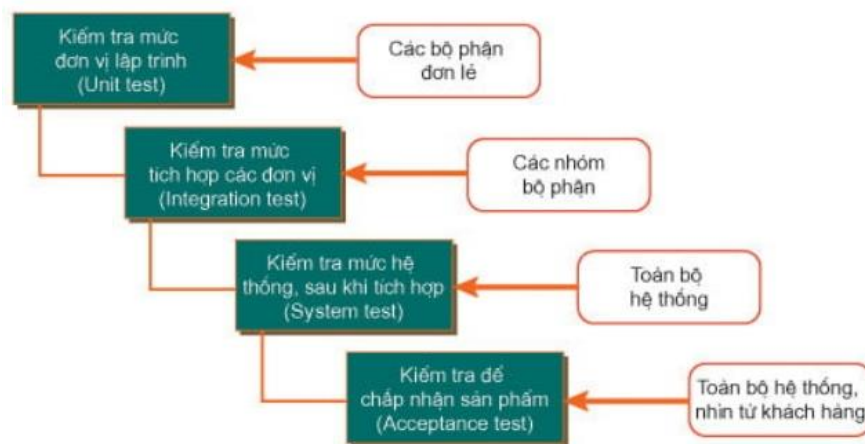 Kiểm tra mức
đơn vị lập trình
(Unit test)
Các bộ phận
đơn lẻ
Kiểm tra mức
tích hợp các đơn vị
(Integration test)
Các nhóm
bộ phận
Kiểm tra mức hệ
thống, sau khi tích hợp
(System test)
Toàn bộ
hệ thống
Kiểm tra để
chấp nhận sản phẩm
(Acceptance test)
Toàn bộ hệ thống,
nhìn từ khách hàng